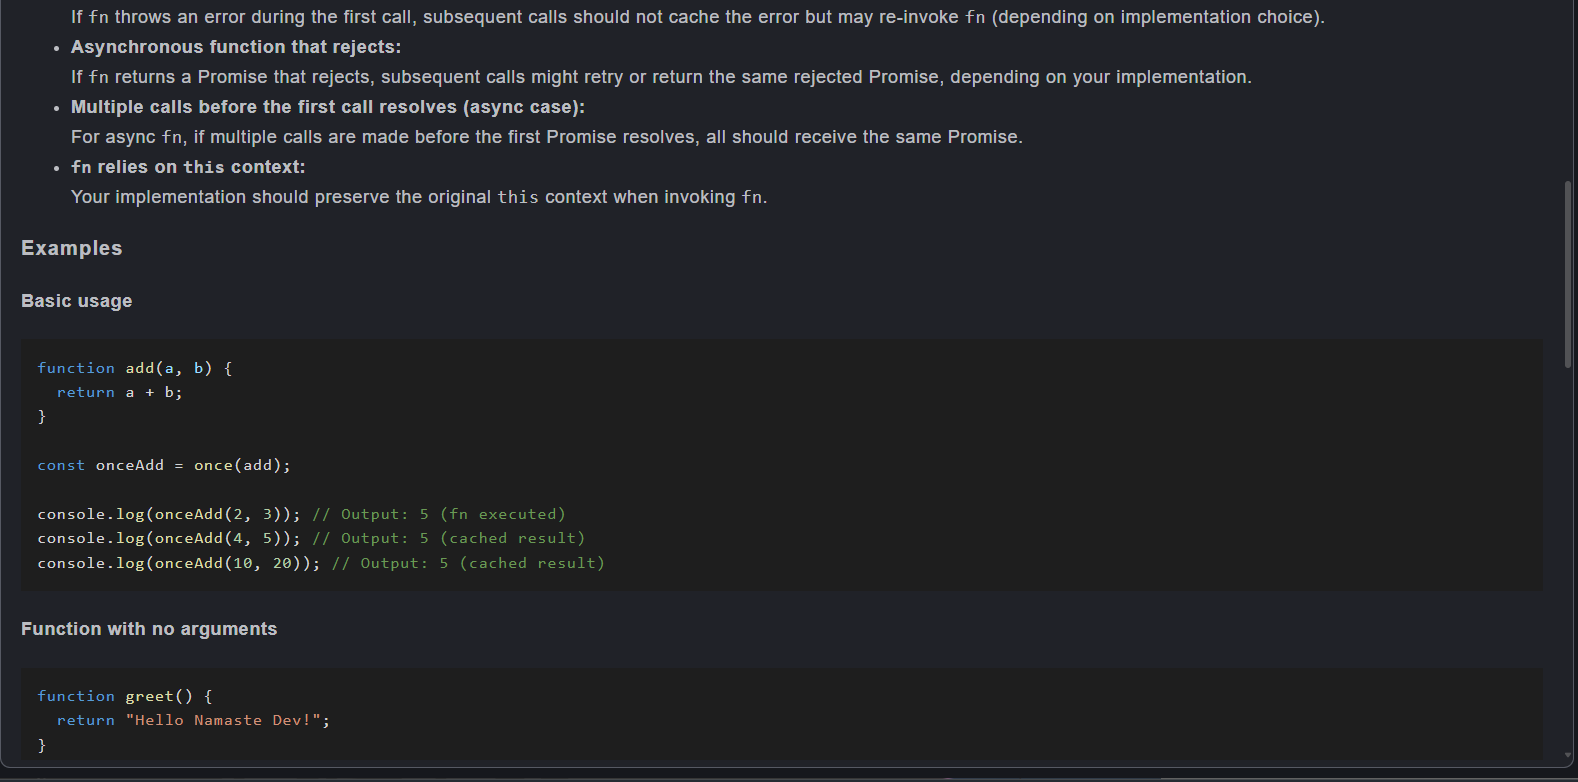 If fn throws an error during the first call, subsequent calls should not cache the error but may re-invoke fn (depending on implementation choice).
• Asynchronous function that rejects:
If fn returns a Promise that rejects, subsequent calls might retry or return the same rejected Promise, depending on your implementation.
• Multiple calls before the first call resolves (async case):
For async fn, if multiple calls are made before the first Promise resolves, all should receive the same Promise.
• fn relies on this context:
Your implementation should preserve the original this context when invoking fn.
Examples
Basic usage
function add(a, b) {
  return a + b;
}
const onceAdd = once(add);
console.log(onceAdd(2, 3)); // Output: 5 (fn executed)
console.log(onceAdd(4, 5)); // Output: 5 (cached result)
console.log(onceAdd(10, 20)); // Output: 5 (cached result)
Function with no arguments
function greet() {
  return "Hello Namaste Dev!";
}